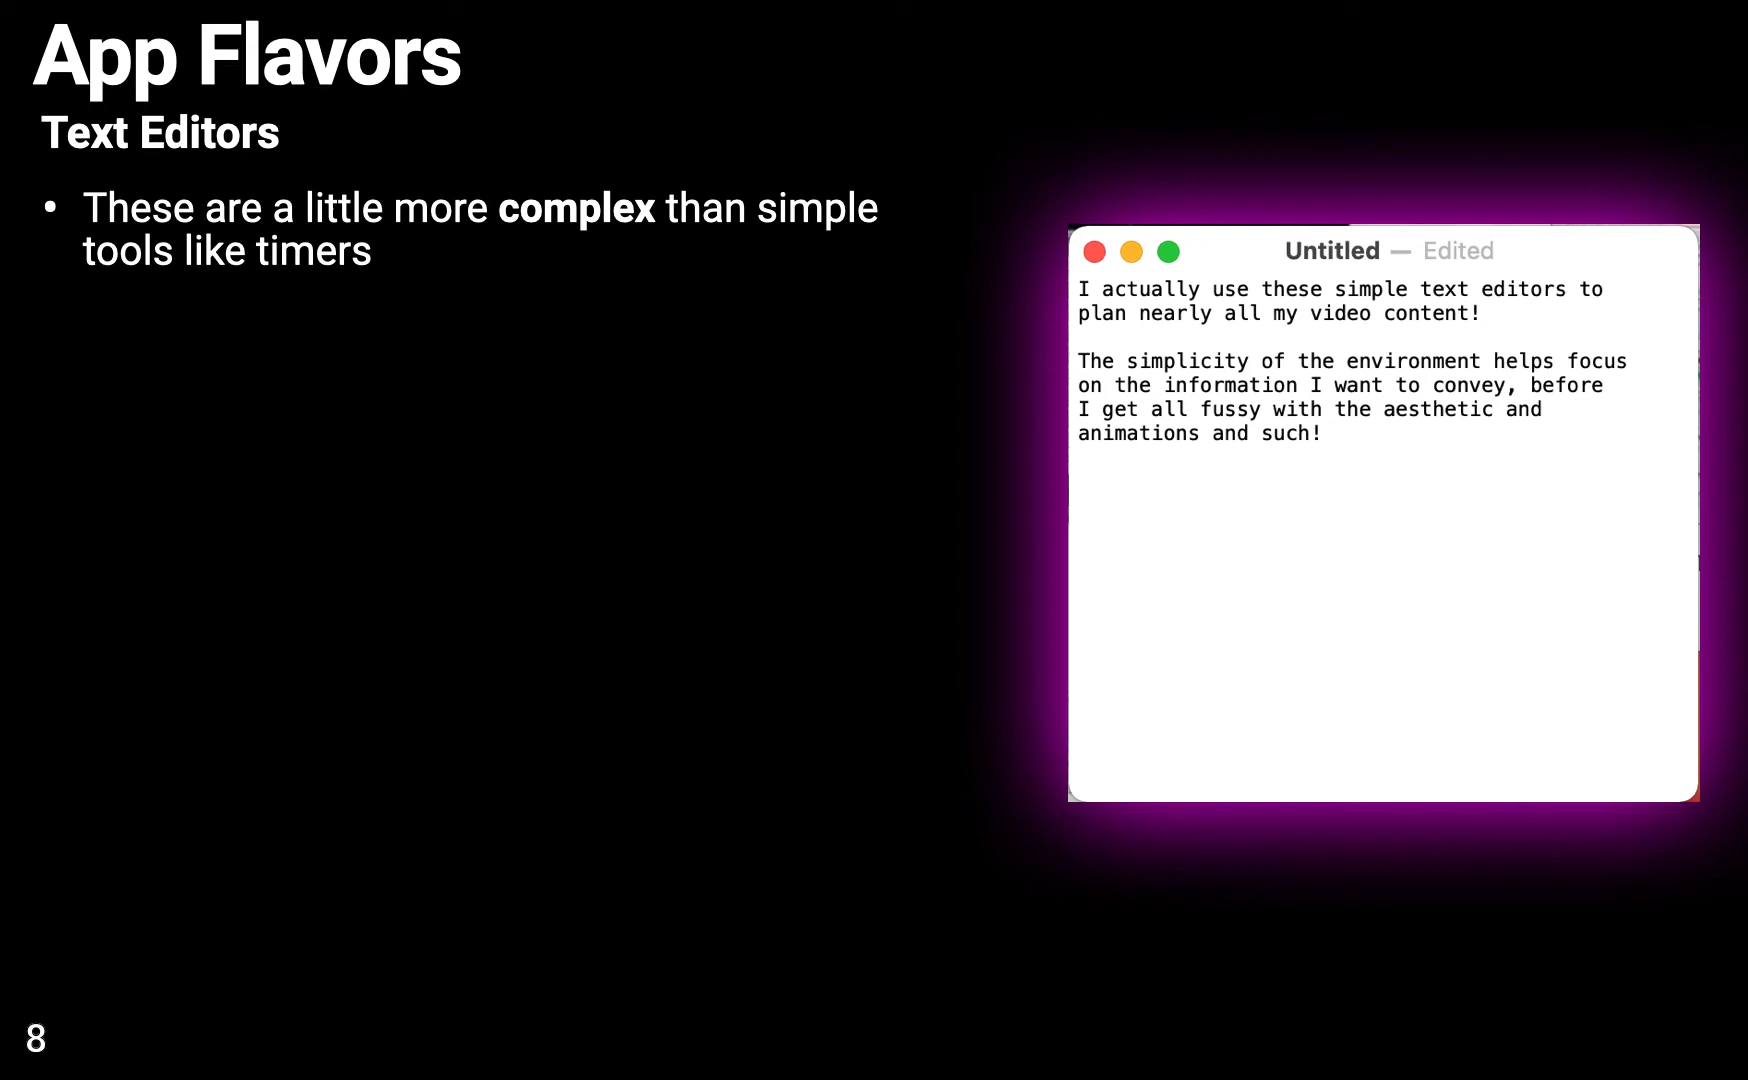 App Flavors
Text Editors
• These are a little more complex than simple
tools like timers
Untitled — Edited
I actually use these simple text editors to
plan nearly all my video content!
The simplicity of the environment helps focus
on the information I want to convey, before
I get all fussy with the aesthetic and
animations and such!
8